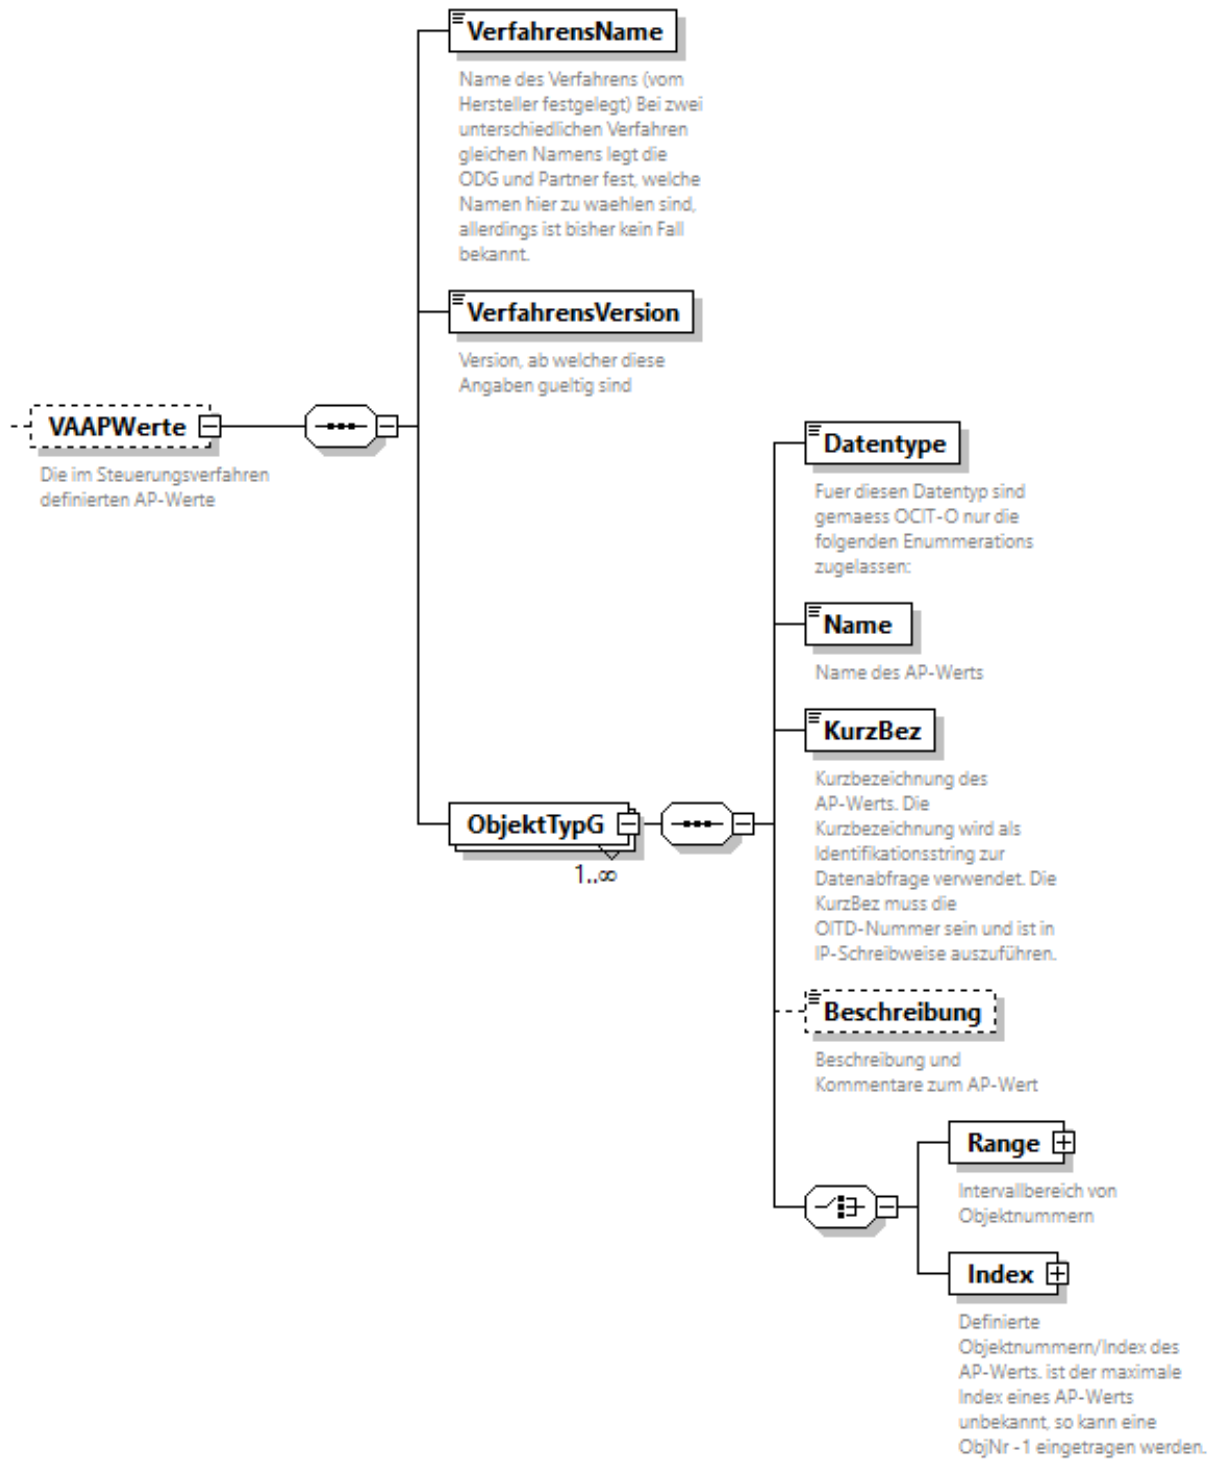 VerfahrensName
Name des Verfahrens (vom
Hersteller festgelegt) Bei zwei
unterschiedlichen Verfahren
gleichen Namens legt die
ODG und Partner fest, welche
Namen hier zu waehlen sind,
allerdings ist bisher kein Fall
bekannt.
VerfahrensVersion
Version, ab welcher diese
Angaben gueltig sind
VAAPWerte
Die im Steuerungsverfahren
definierten AP-Werte
Datentype
Fuer diesen Datentyp sind
gemaess OCIT-O nur die
folgenden Enummerations
zugelassen:
Name
Name des AP-Werts
KurzBez
Kurzbezeichnung des
AP-Werts. Die
Kurzbezeichnung wird als
Identifikationsstring zur
Datenabfrage verwendet. Die
KurzBez muss die
OITD-Nummer sein und ist in
IP-Schreibweise auszuführen.
ObjektTypG
1..∞
Beschreibung
Beschreibung und
Kommentare zum AP-Wert
Range
Intervallbereich von
Objektnummern
Index
Definierte
Objektnummern/Index des
AP-Werts. ist der maximale
Index eines AP-Werts
unbekannt, so kann eine
ObjNr -1 eingetragen werden.